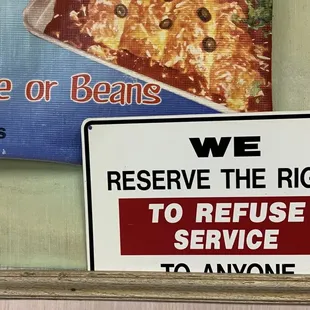 e or Beans
s
WE
RESERVE THE RIG
TO REFUSE
SERVICE
TO ANYONE